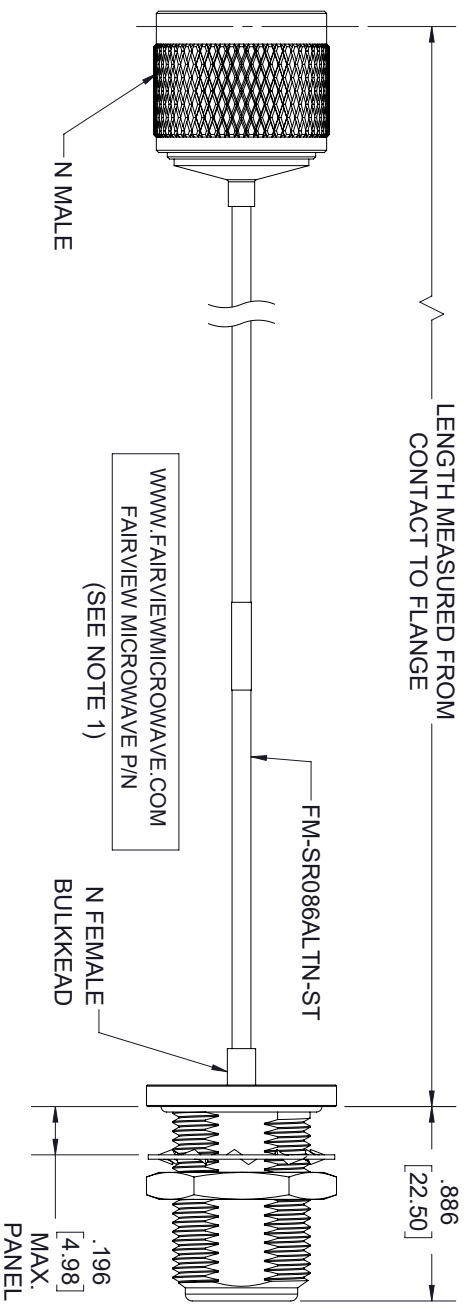 LENGTH MEASURED FROM
CONTACT TO FLANGE
.886
[22.50]
N MALE
FM-SR086ALTN-ST
WWW.FAIRVIEWMICROWAVE.COM
FAIRVIEW MICROWAVE P/N
(SEE NOTE 1)
N FEMALE
BULKKEAD
.196
[4.98]
MAX.
PANEL